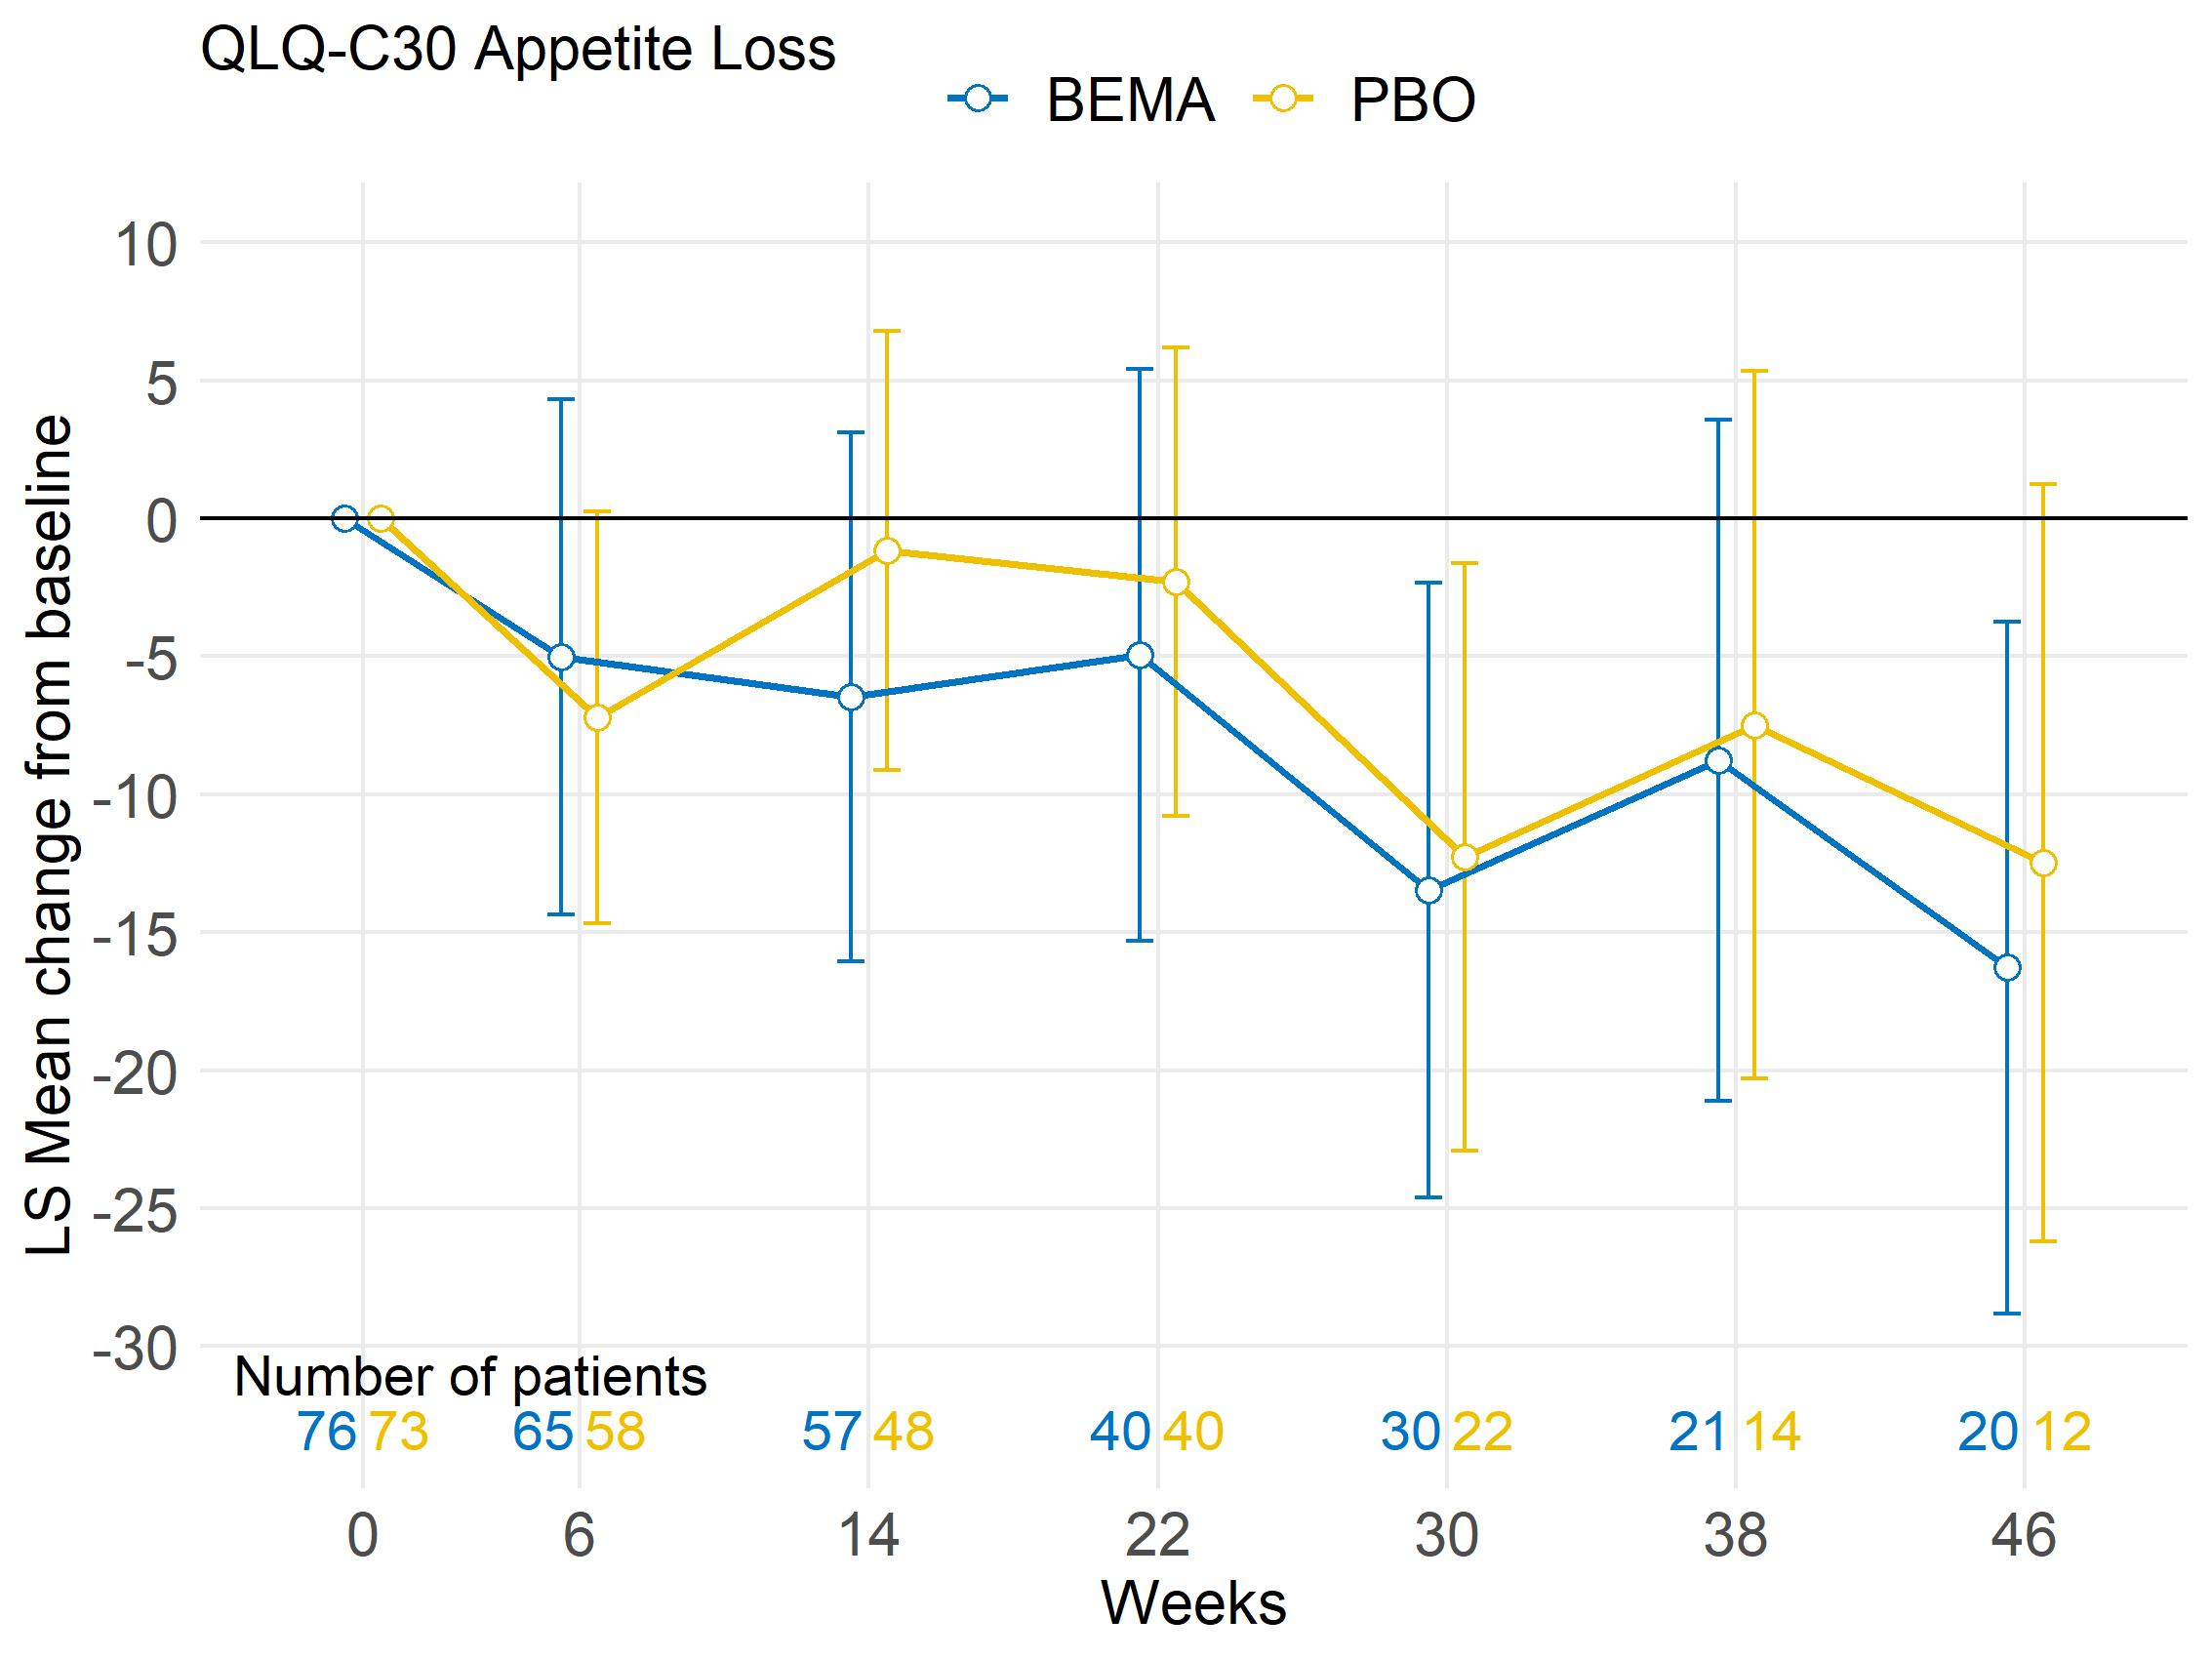 QLQ-C30 Appetite Loss
BEMA PBO
10
5
0
-5
-10
-15
-20
-25
-30
LS Mean change from baseline
Number of patients
76 73 65 58 57 48 40 40 30 22 21 14 20 12
0 6 14 22 30 38 46
Weeks